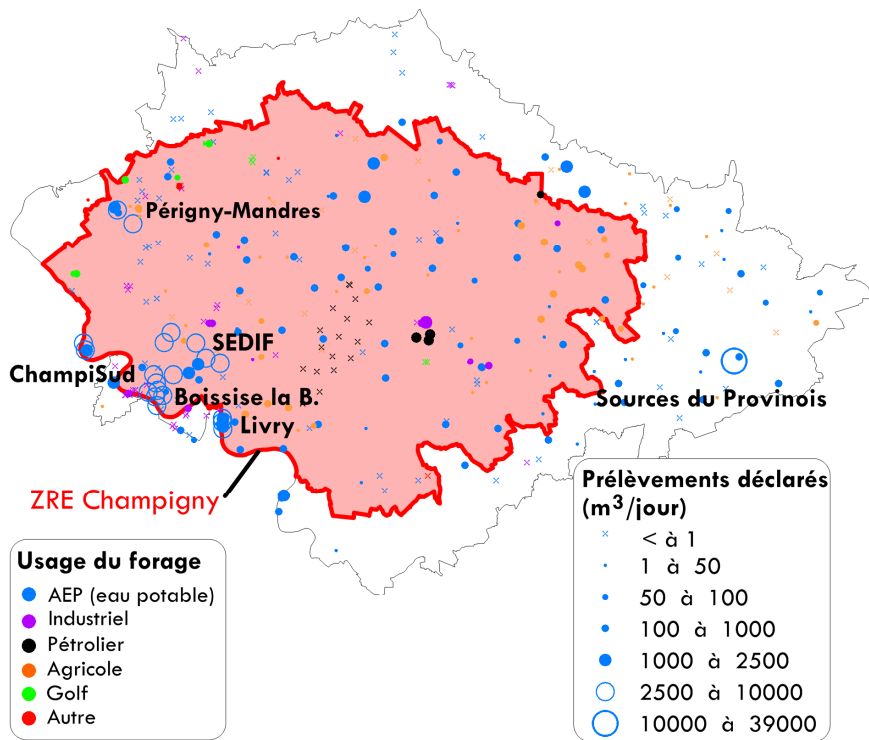 Périgny-Mandres
SEDIF
ChampiSud
Boissise la B.
Livry
Sources du Provinois
ZRE Champigny
Usage du forage
AEP (eau potable)
Industriel
Pétrolier
Agricole
Golf
Autre
Prélèvements déclarés
(m³/jour)
< à 1
1 à 50
50 à 100
100 à 1000
1000 à 2500
2500 à 10000
10000 à 39000